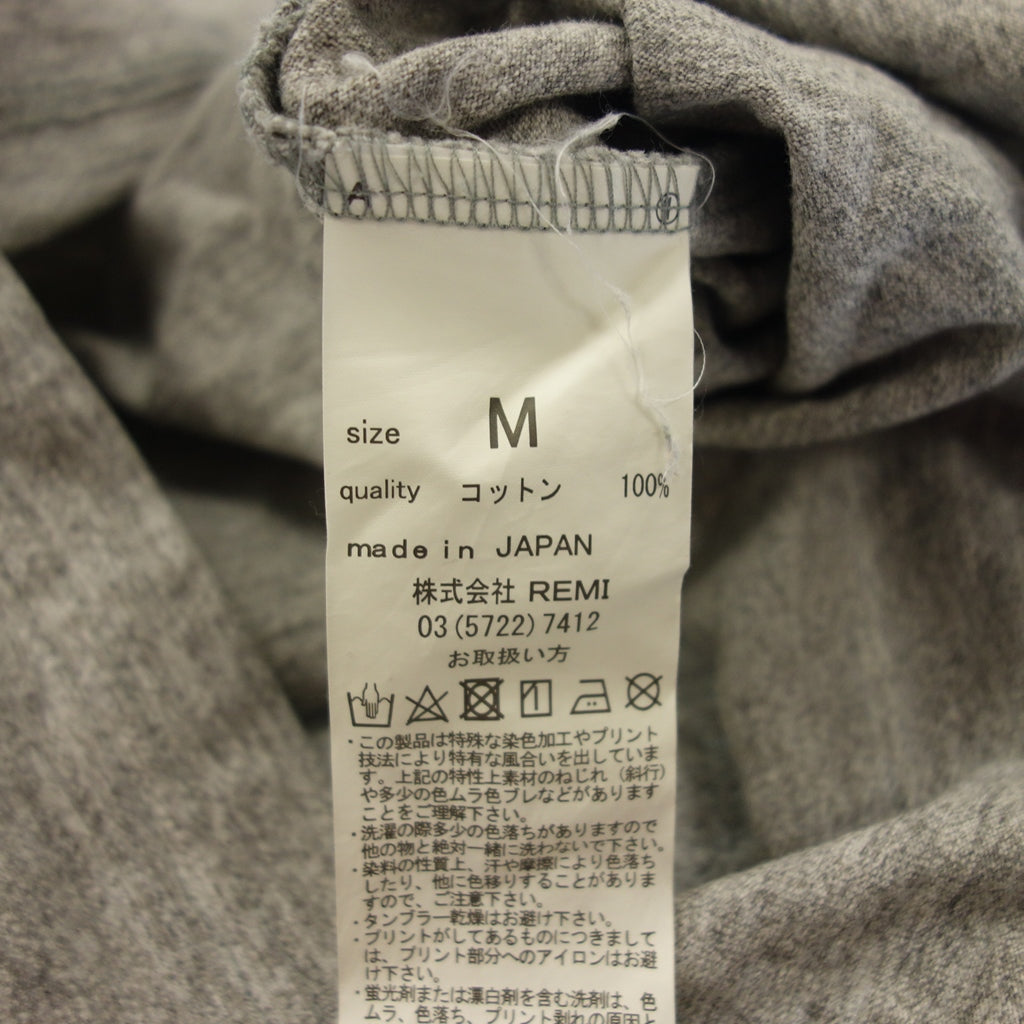 size M
quality コットン 100%
made in JAPAN
株式会社 REMI
03(5722)7412
お取扱い方
・この製品は特殊な染色加工やプリント
技法により特有な風合いを出していま
す。上記の特性上素材のねじれ（斜行）
や多少の色ムラ色ブレなどがあります
ことをご理解下さい。
・洗濯の際多少の色落ちがありますので
他の物と絶対一緒に洗わないで下さい。
・染料の性質上、汗や摩擦により色落ち
したり、他に色移りすることがありま
すので、ご注意下さい。
・タンブラー乾燥はお避け下さい。
・プリントがしてあるものにつきまして
は、プリント部分へのアイロンはお避
け下さい。
・蛍光剤または漂白剤を含む洗剤は、色
ムラ、色落ち、プリント剥れの原因と